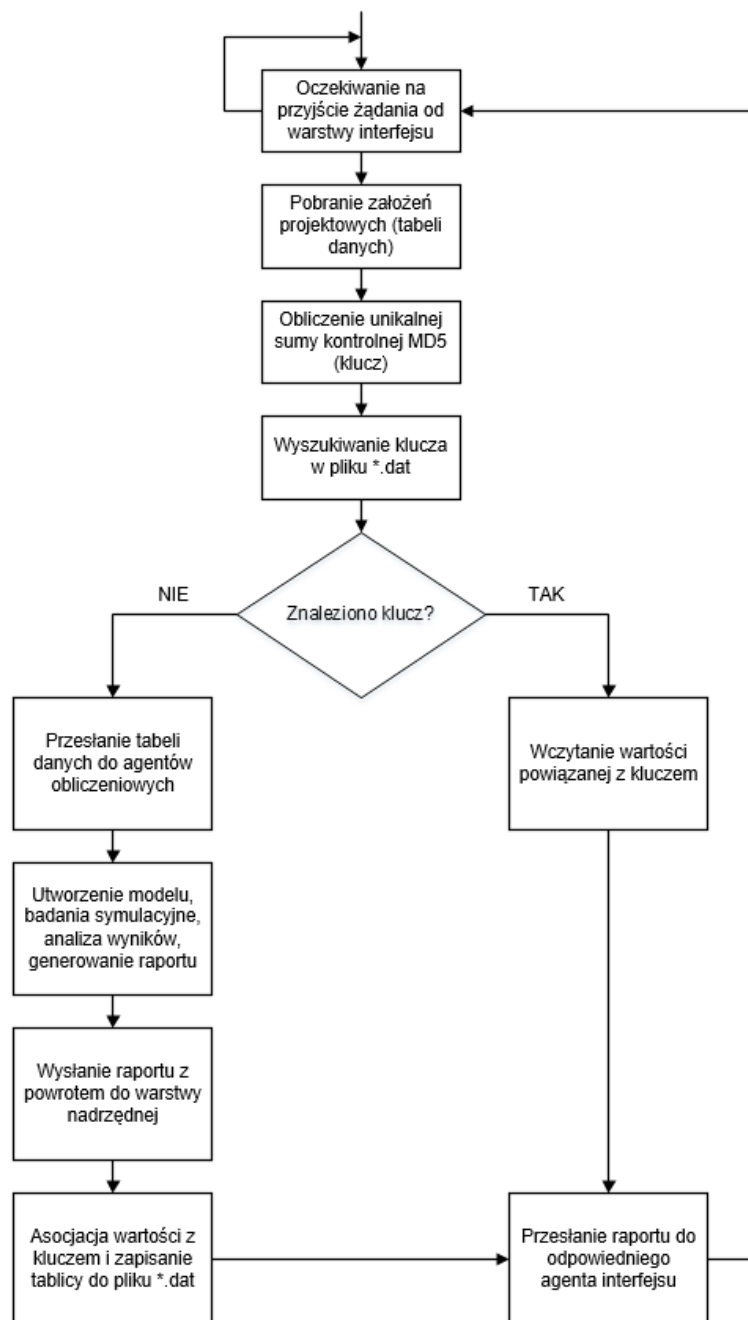 Oczekiwanie na
przyjście żądania od
warstwy interfejsu
Pobranie założeń
projektowych (tabeli
danych)
Obliczenie unikalnej
sumy kontrolnej MD5
(klucz)
Wyszukiwanie klucza
w pliku *.dat
Znaleziono klucz?
NIE
TAK
Przesłanie tabeli
danych do agentów
obliczeniowych
Utworzenie modelu,
badania symulacyjne,
analiza wyników,
generowanie raportu
Wysłanie raportu z
powrotem do warstwy
nadrzędnej
Asocjacja wartości z
kluczem i zapisanie
tablicy do pliku *.dat
Wczytanie wartości
powiązanej z kluczem
Przesłanie raportu do
odpowiedniego
agenta interfejsu